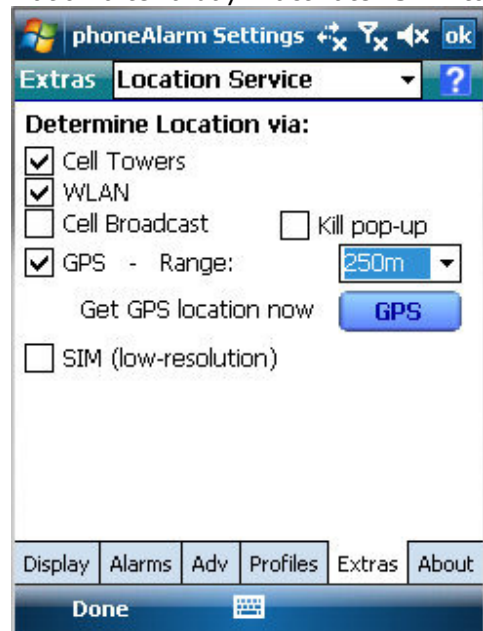 phoneAlarm Settings ok
Extras Location Service ?
Determine Location via:
Cell Towers
WLAN
Cell Broadcast Kill pop-up
GPS - Range: 250m
Get GPS location now GPS
SIM (low-resolution)
Display Alarms Adv Profiles Extras About
Done